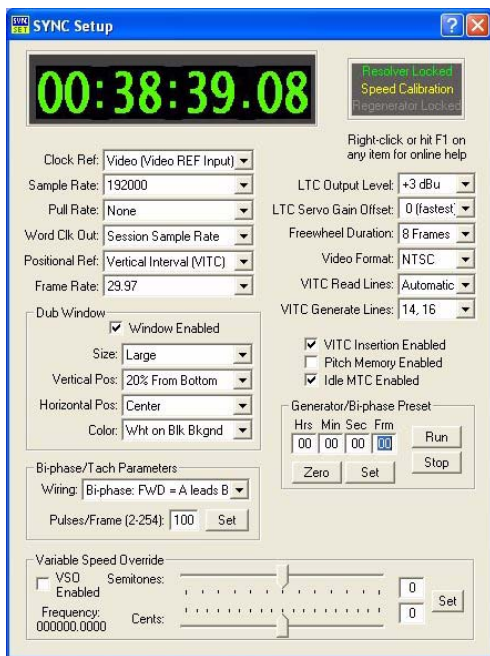 SYNC SET
SYNC Setup
00:38:39.08
Resolver Locked
Speed Calibration
Regenerator Locked
Right-click or hit F1 on
any item for online help
Clock Ref: Video (Video REF Input)
Sample Rate: 192000
Pull Rate: None
Word Clk Out: Session Sample Rate
Positional Ref: Vertical Interval (VITC)
Frame Rate: 29.97
LTC Output Level: +3 dBu
LTC Servo Gain Offset: 0 (fastest)
Freewheel Duration: 8 Frames
Video Format: NTSC
VITC Read Lines: Automatic
VITC Generate Lines: 14, 16
Dub Window
Window Enabled
Size: Large
Vertical Pos: 20% From Bottom
Horizontal Pos: Center
Color: Wht on Blk Bkgnd
VITC Insertion Enabled
Pitch Memory Enabled
Idle MTC Enabled
Generator/Bi-phase Preset
Hrs Min Sec Frm
00 00 00 00
Run
Zero Set Stop
Bi-phase/Tach Parameters
Wiring: Bi-phase: FWD = A leads B
Pulses/Frame (2-254): 100 Set
Variable Speed Override
VSO Enabled
Semitones: 0
Set
Frequency:
000000.0000
Cents: 0